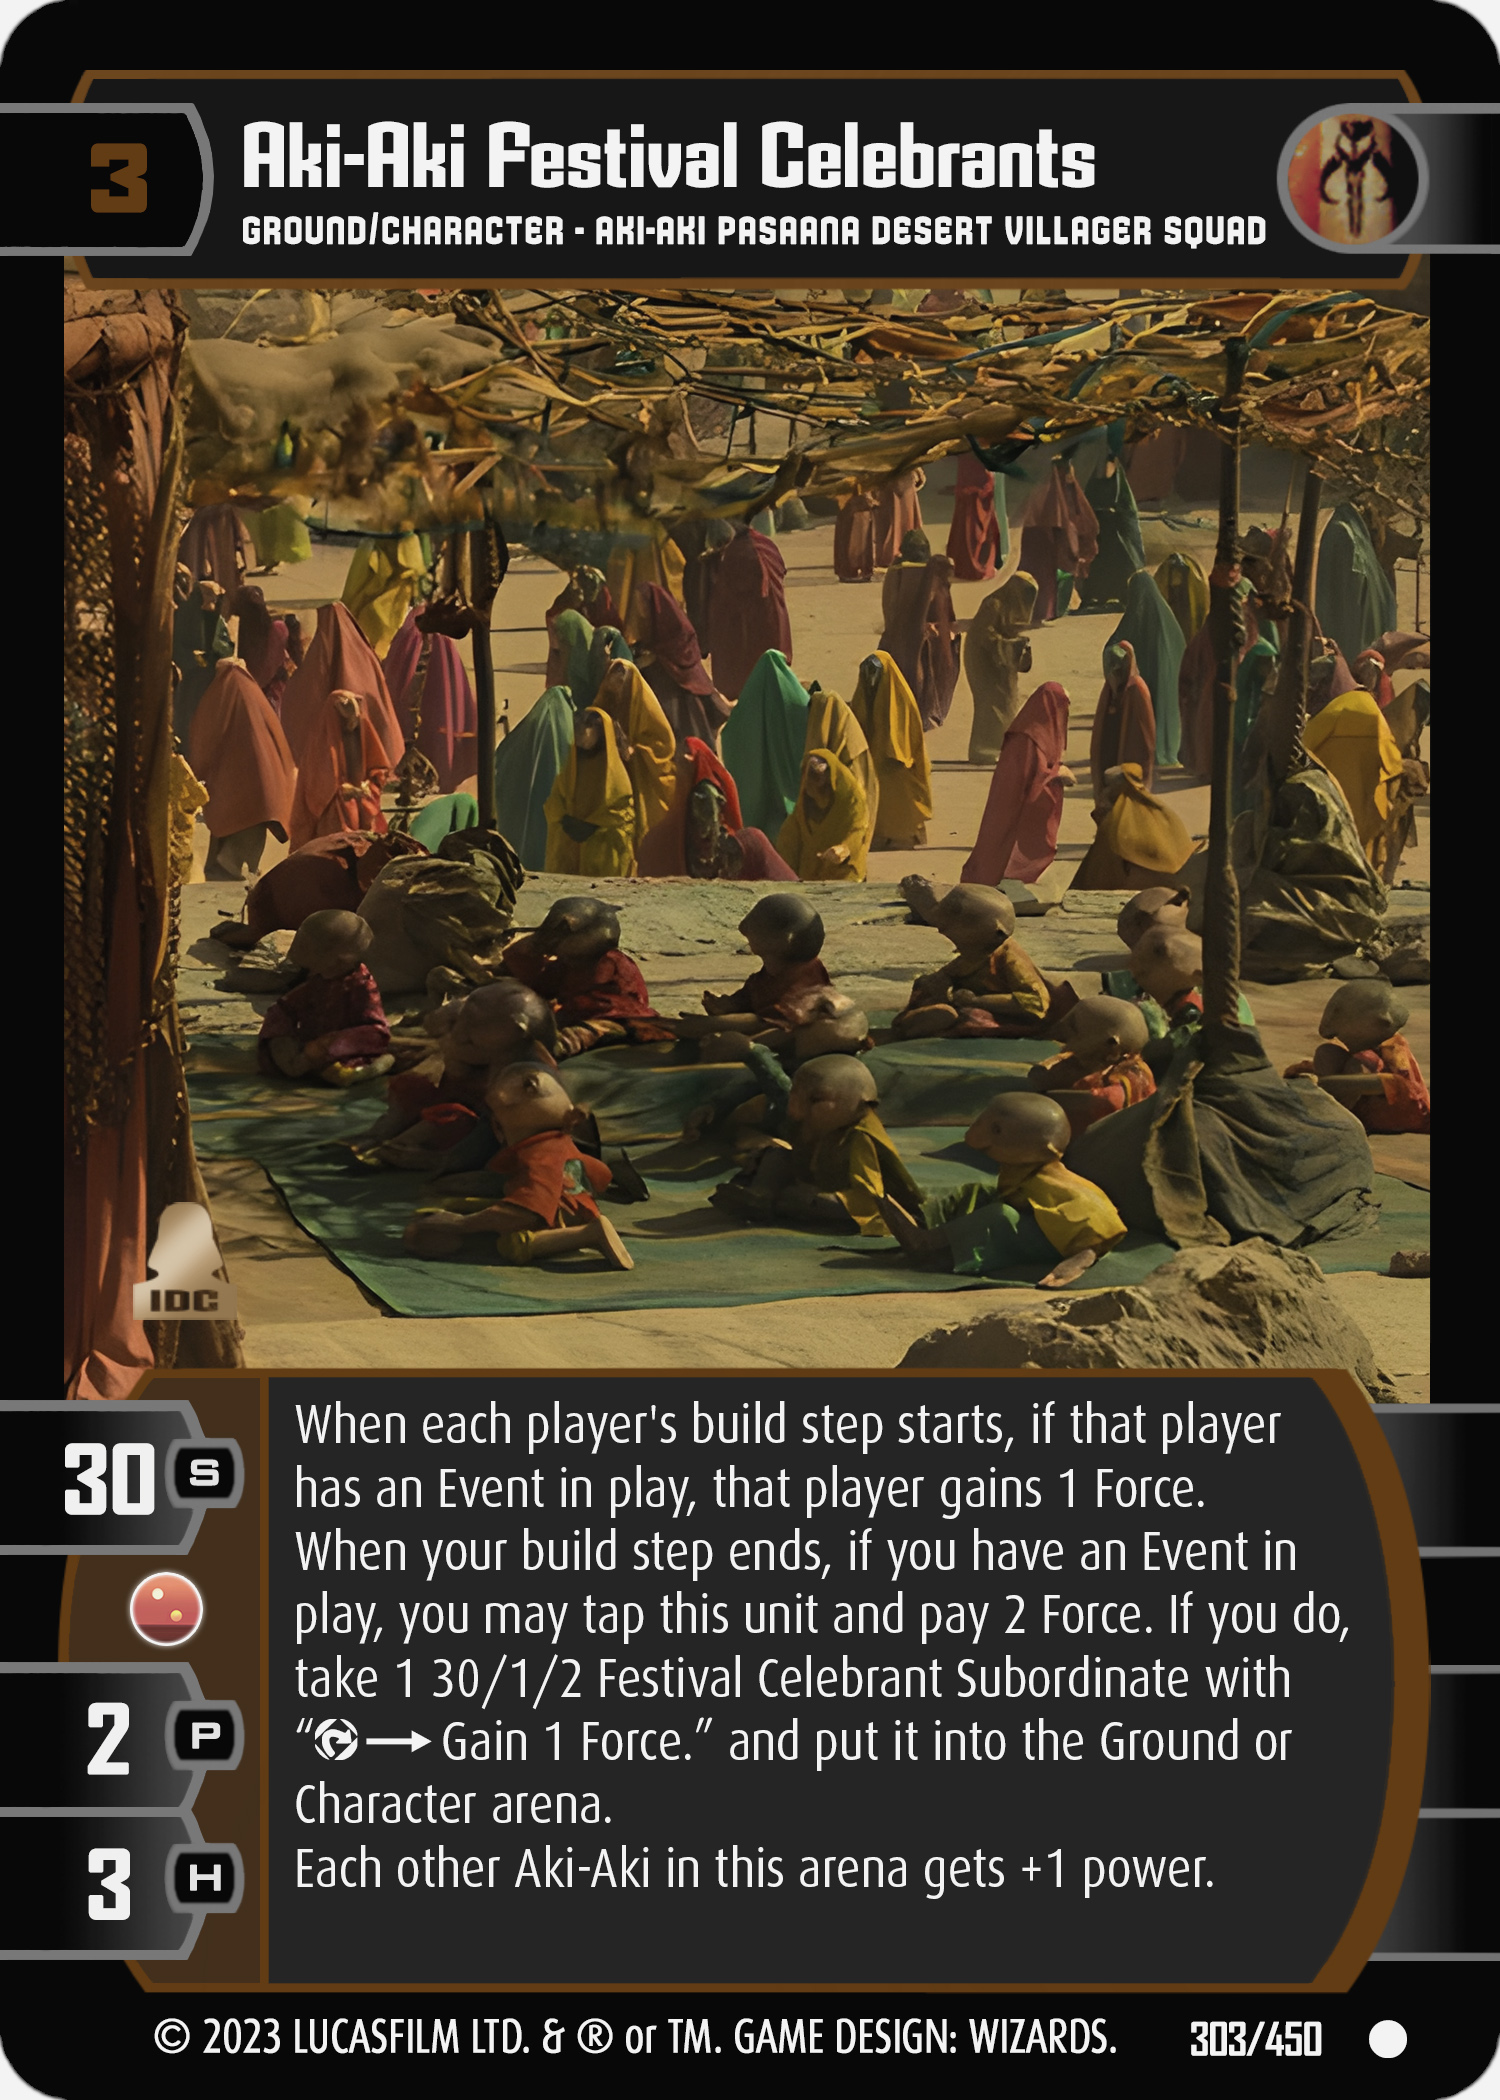 3
Aki-Aki Festival Celebrants
GROUND/CHARACTER - AKI-AKI PASAANA DESERT VILLAGER SQUAD
IDC
30 S
2 P
3 H
When each player's build step starts, if that player
has an Event in play, that player gains 1 Force.
When your build step ends, if you have an Event in
play, you may tap this unit and pay 2 Force. If you do,
take 1 30/1/2 Festival Celebrant Subordinate with
“⟶ Gain 1 Force.” and put it into the Ground or
Character arena.
Each other Aki-Aki in this arena gets +1 power.
© 2023 LUCASFILM LTD. & ® or TM. GAME DESIGN: WIZARDS.
303/450